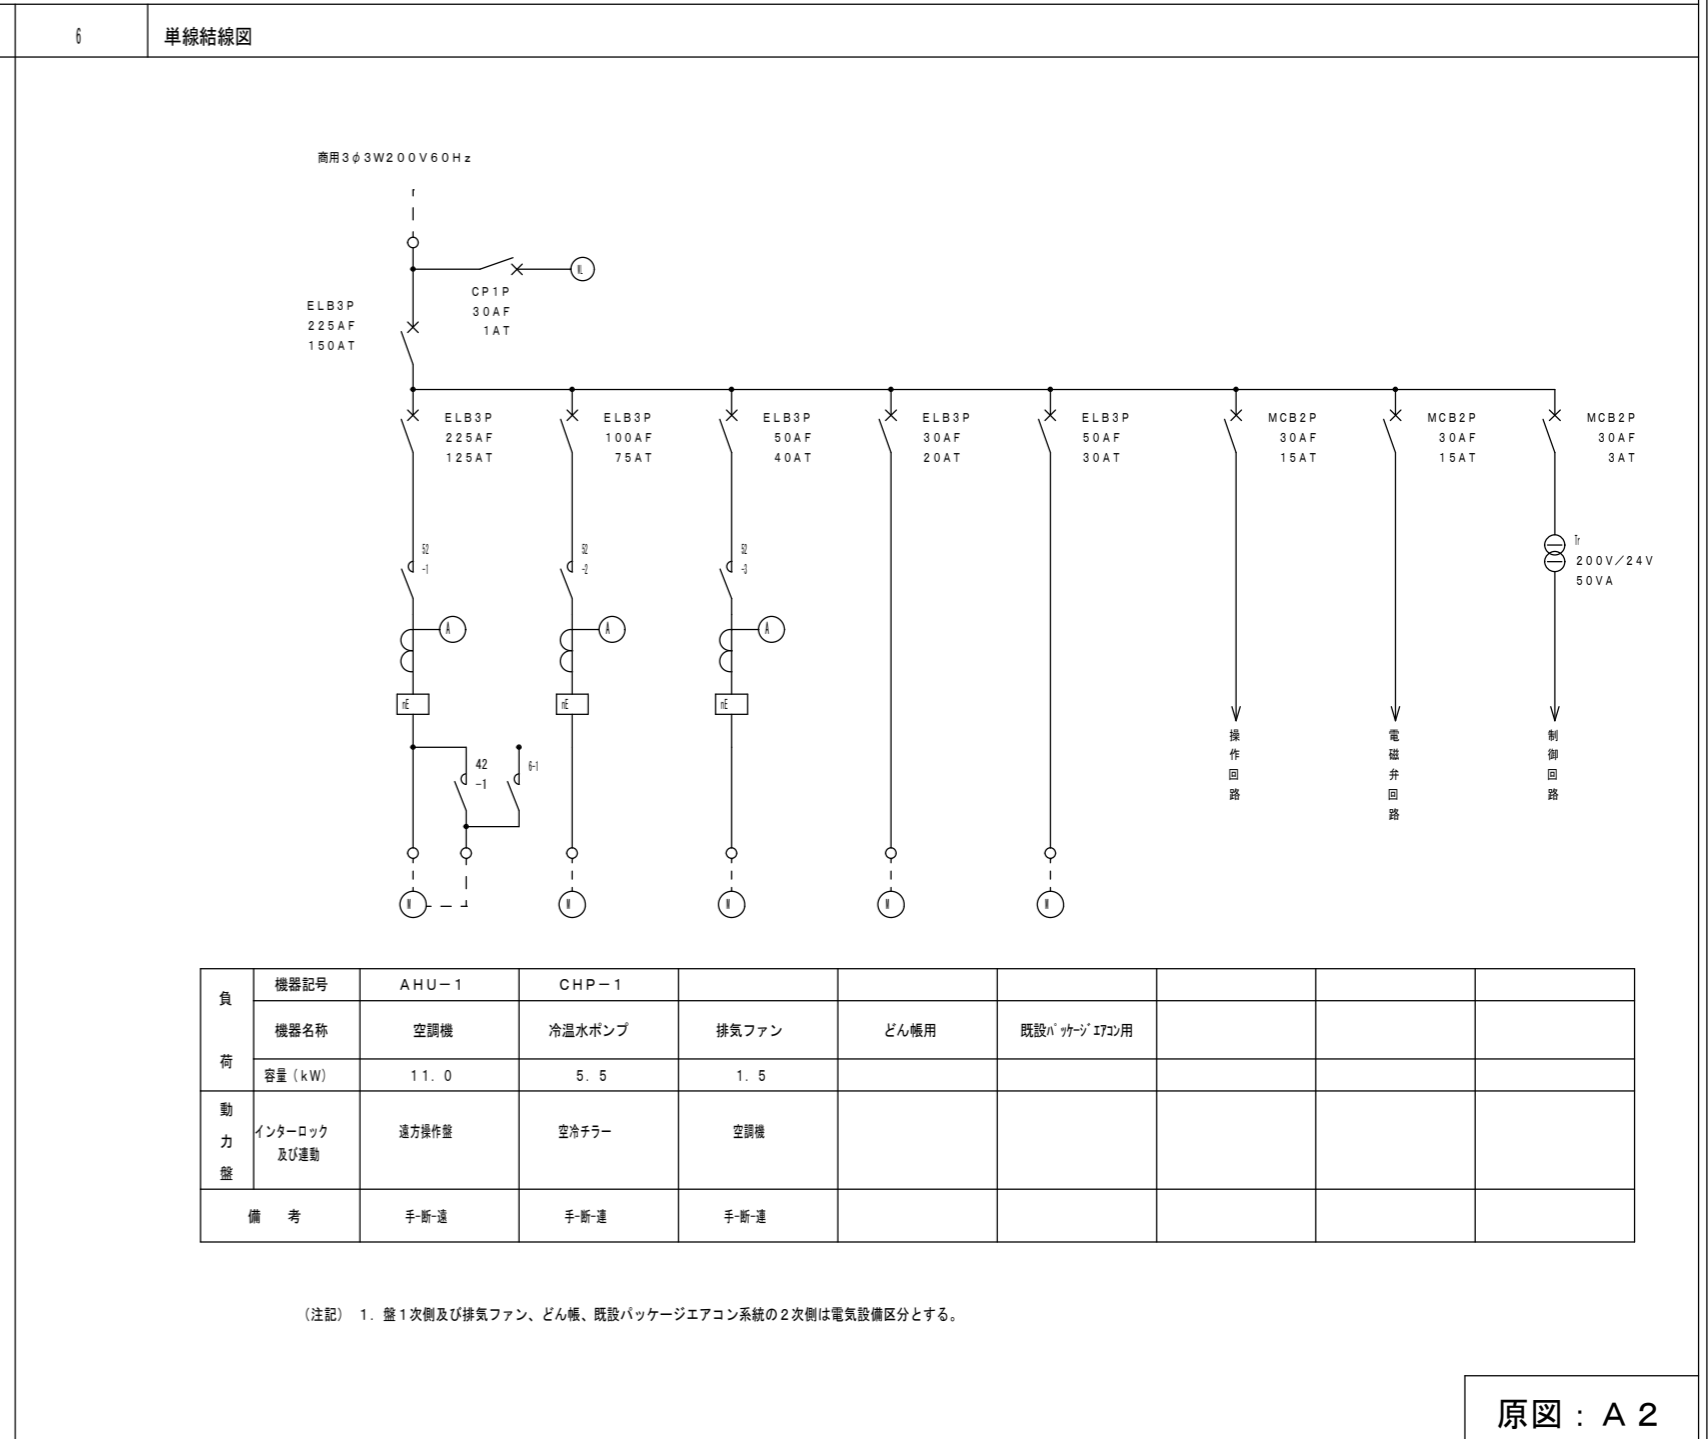 6
単線結線図
商用3φ3W200V60Hz
CP1P
30AF
1AT
ELB3P
225AF
150AT
ELB3P
225AF
125AT
ELB3P
100AF
75AT
ELB3P
50AF
40AT
ELB3P
30AF
20AT
ELB3P
50AF
30AT
MCB2P
30AF
15AT
MCB2P
30AF
15AT
MCB2P
30AF
3AT
52
-1
52
-2
52
-3
Tr
200V/24V
50VA
A
A
A
42
-1
6-1
操作回路
電磁弁回路
制御回路
M
M
M
M
M
負荷
機器記号
AHU-1
CHP-1
機器名称
空調機
冷温水ポンプ
排気ファン
どん帳用
既設パッケージエアコン用
容量(kW)
11.0
5.5
1.5
動力盤
インターロック
及び連動
遠方操作盤
空冷チラー
空調機
備 考
手-断-遠
手-断-連
手-断-連
(注記) 1. 盤1次側及び排気ファン、どん帳、既設パッケージエアコン系統の2次側は電気設備区分とする。
原図:A2